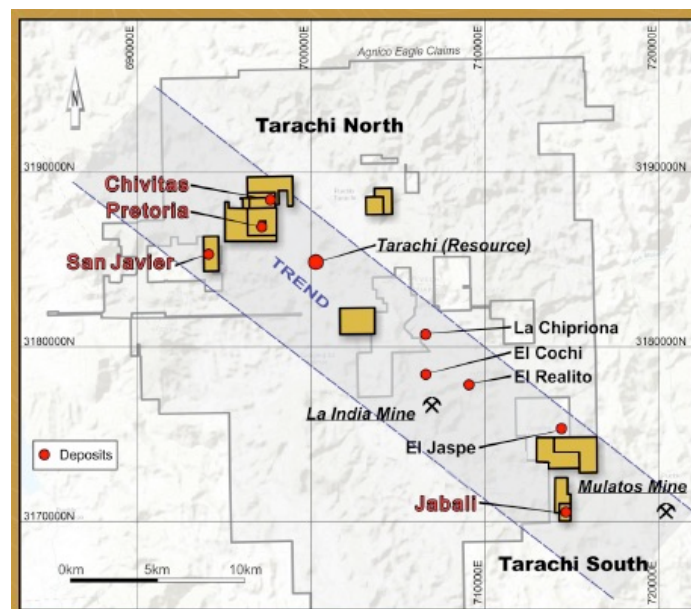 690000E
700000E
710000E
720000E
Agnico Eagle Claims
N
Tarachi North
3190000N
3190000N
Chivitas
Pretoria
Tarachi (Resource)
San Javier
TREND
La Chipriona
3180000N
3180000N
El Cochi
El Realito
La India Mine
El Jaspe
Deposits
Mulatos Mine
Jabali
3170000N
Tarachi South
0km
5km
10km
710000E
720000E